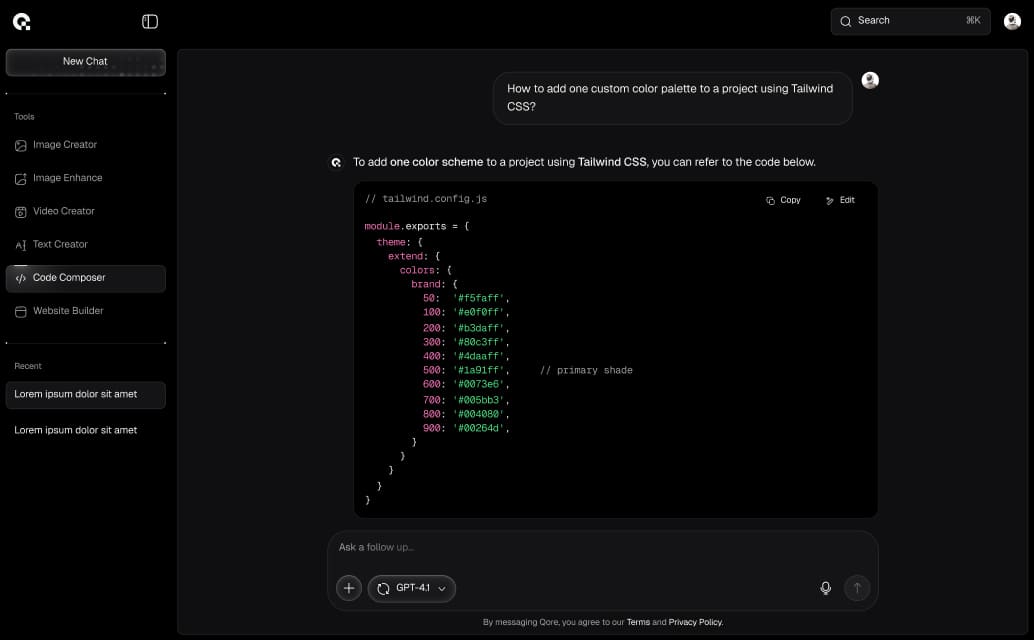 Search
⌘K
New Chat
Tools
Image Creator
Image Enhance
Video Creator
Text Creator
Code Composer
Website Builder
Recent
Lorem ipsum dolor sit amet
Lorem ipsum dolor sit amet
How to add one custom color palette to a project using Tailwind
CSS?
To add one color scheme to a project using Tailwind CSS, you can refer to the code below.
// tailwind.config.js
Copy
Edit
module.exports = {
theme: {
extend: {
colors: {
brand: {
50: '#f5faff',
100: '#e0f0ff',
200: '#b3daff',
300: '#80c3ff',
400: '#4daaff',
500: '#1a91ff', // primary shade
600: '#0073e6',
700: '#005bb3',
800: '#004080',
900: '#00264d',
}
}
}
}
}
Ask a follow up...
GPT-4.1
By messaging Qore, you agree to our Terms and Privacy Policy.